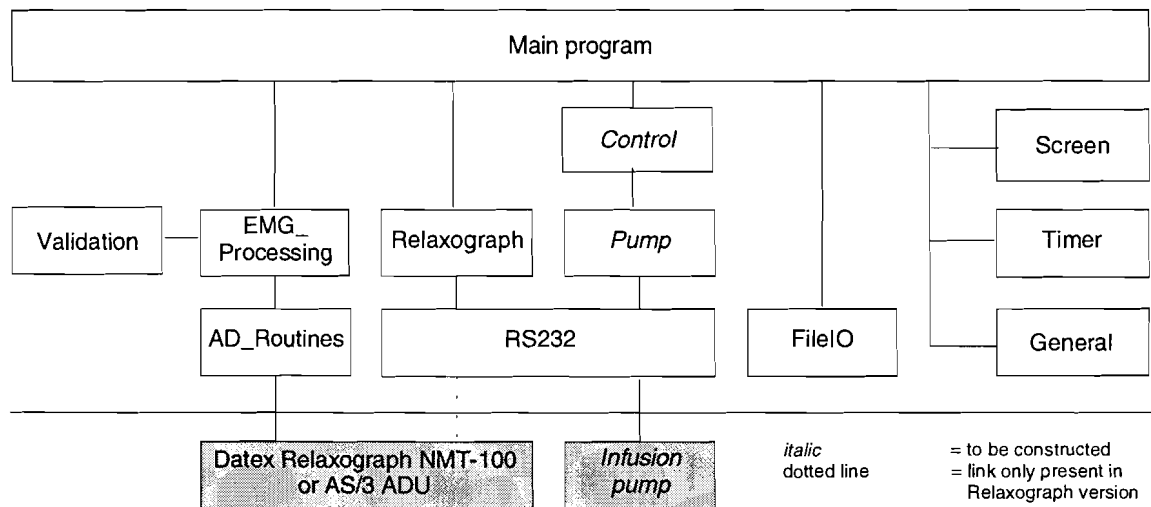 Main program
Control
Screen
Validation
EMG_
Processing
Relaxograph
Pump
Timer
AD_Routines
RS232
FileIO
General
Datex Relaxograph NMT-100
or AS/3 ADU
Infusion
pump
italic = to be constructed
dotted line = link only present in
Relaxograph version